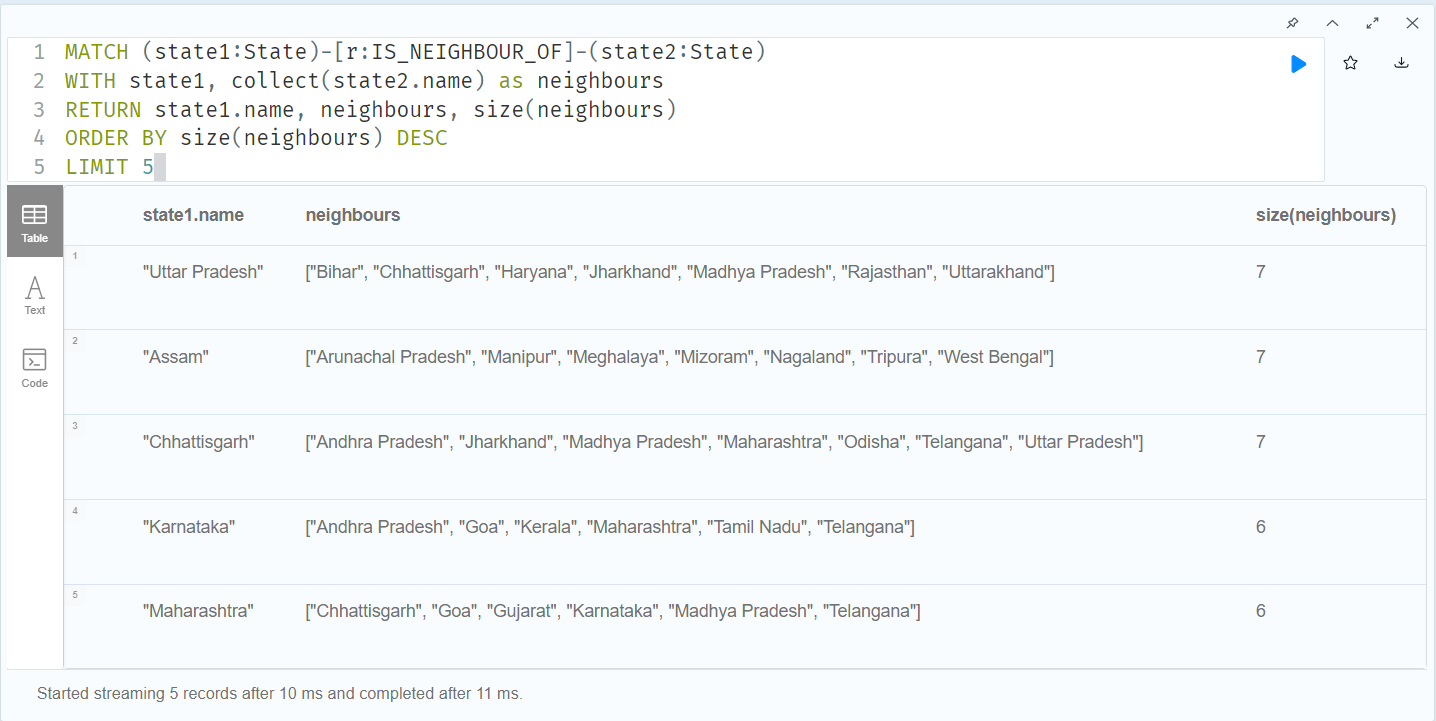 1 MATCH (state1:State)-[r:IS_NEIGHBOUR_OF]-(state2:State)
2 WITH state1, collect(state2.name) as neighbours
3 RETURN state1.name, neighbours, size(neighbours)
4 ORDER BY size(neighbours) DESC
5 LIMIT 5
Table
Text
Code
state1.name neighbours size(neighbours)
1 "Uttar Pradesh" ["Bihar", "Chhattisgarh", "Haryana", "Jharkhand", "Madhya Pradesh", "Rajasthan", "Uttarakhand"] 7
2 "Assam" ["Arunachal Pradesh", "Manipur", "Meghalaya", "Mizoram", "Nagaland", "Tripura", "West Bengal"] 7
3 "Chhattisgarh" ["Andhra Pradesh", "Jharkhand", "Madhya Pradesh", "Maharashtra", "Odisha", "Telangana", "Uttar Pradesh"] 7
4 "Karnataka" ["Andhra Pradesh", "Goa", "Kerala", "Maharashtra", "Tamil Nadu", "Telangana"] 6
5 "Maharashtra" ["Chhattisgarh", "Goa", "Gujarat", "Karnataka", "Madhya Pradesh", "Telangana"] 6
Started streaming 5 records after 10 ms and completed after 11 ms.